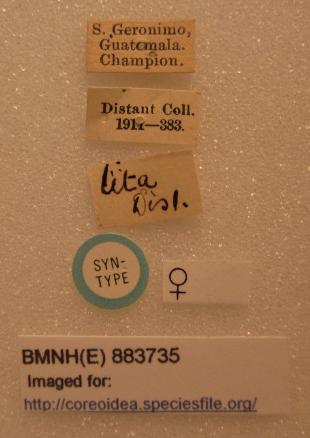 S. Geronimo,
Guatemala.
Champion.
Distant Coll.
1911—383.
lita
Dist.
SYN-
TYPE
♀
BMNH(E) 883735
Imaged for:
http://coreoidea.speciesfile.org/